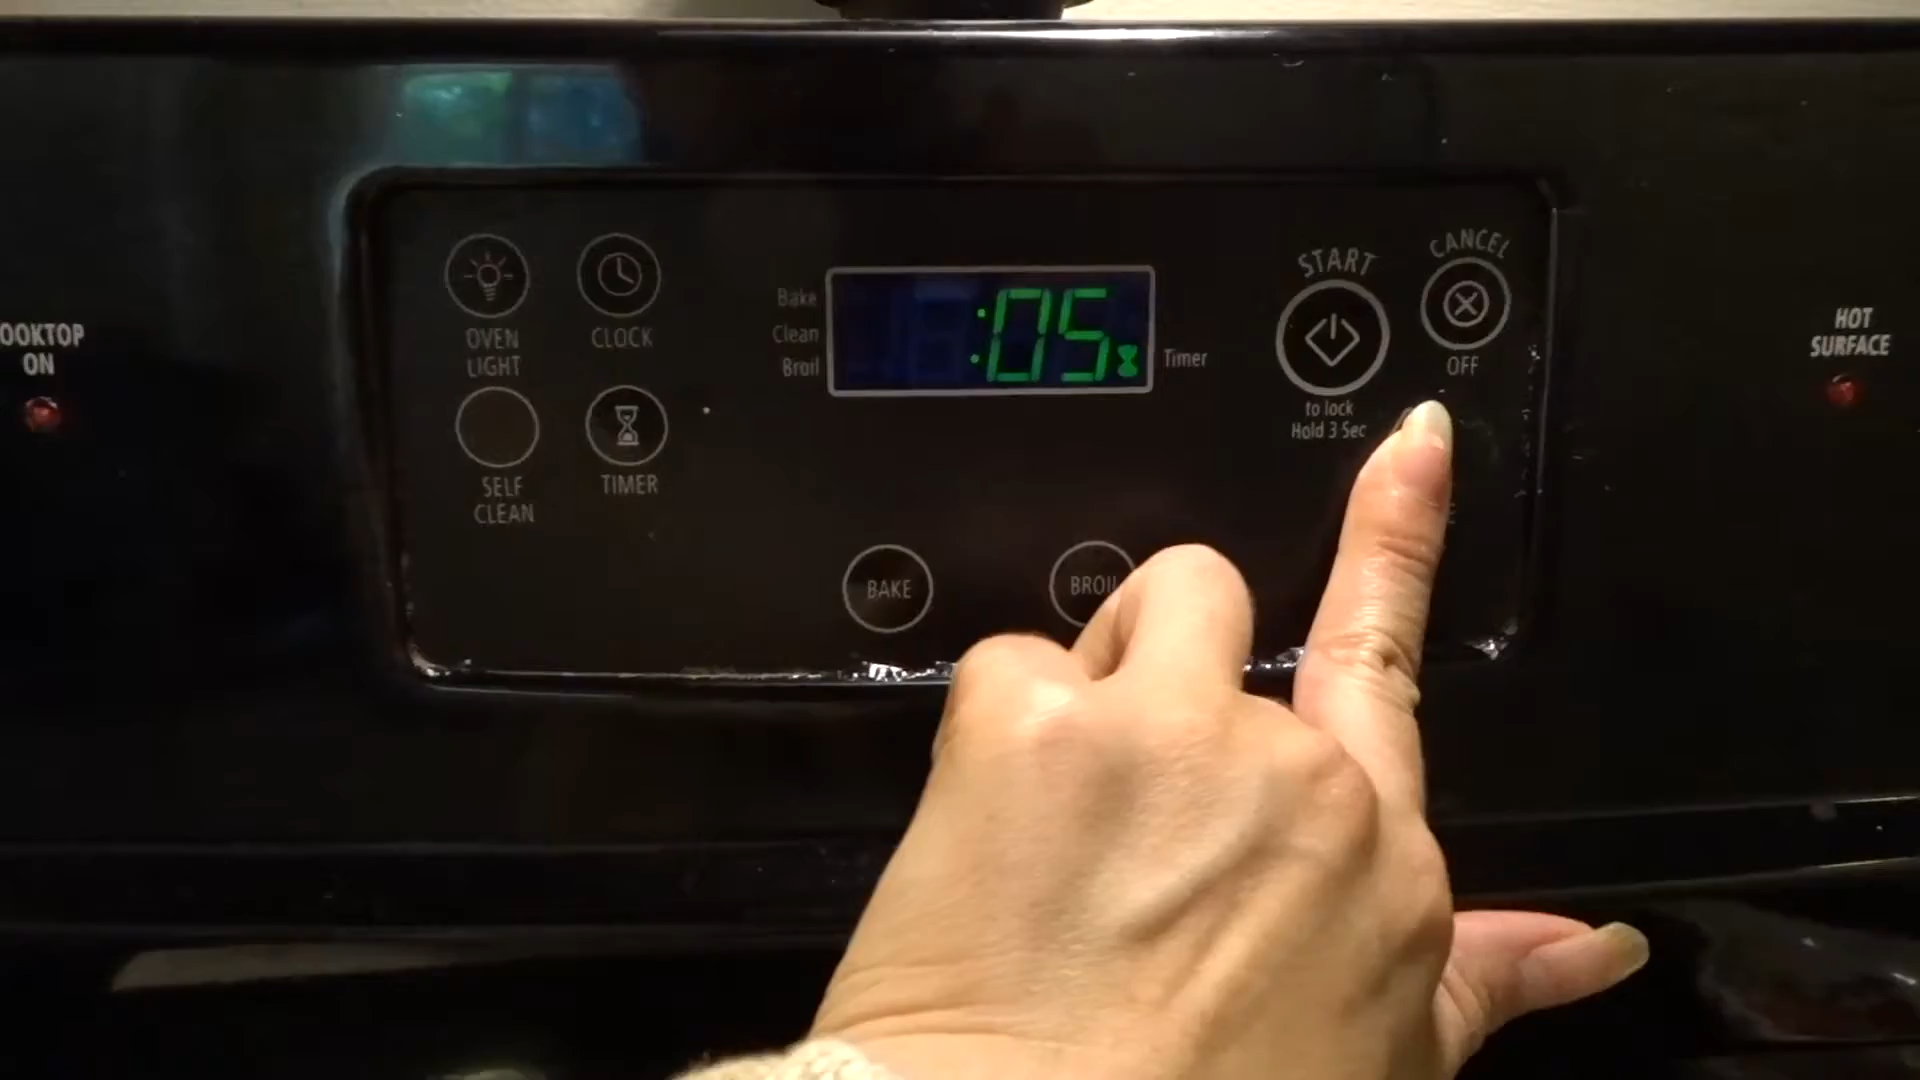 OOKTOP
ON
OVEN
LIGHT
CLOCK
SELF
CLEAN
TIMER
Bake
Clean
Broil
:05
Timer
START
to lock
Hold 3 Sec
CANCEL
OFF
E
BAKE
BROIL
HOT
SURFACE